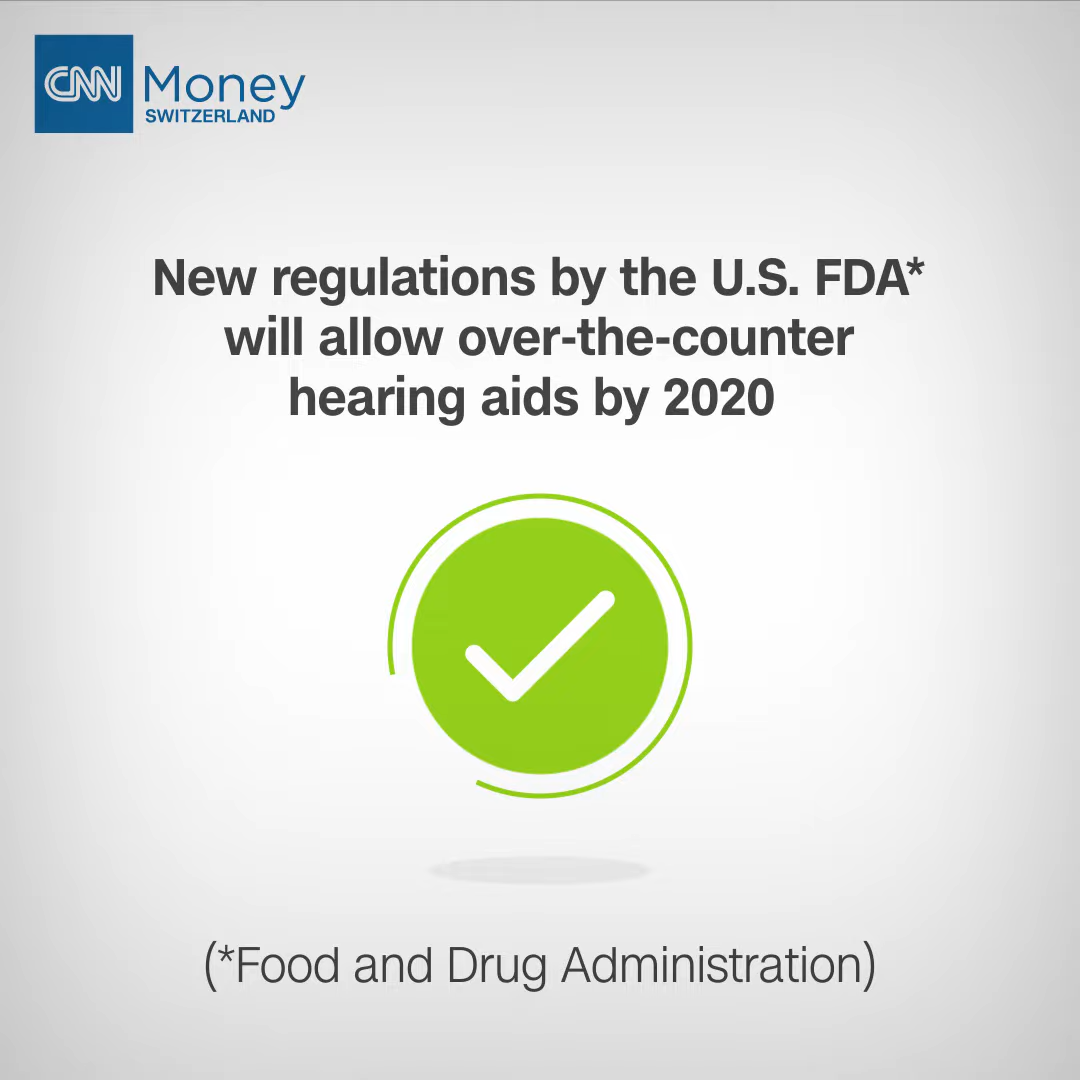 CNN Money
SWITZERLAND
New regulations by the U.S. FDA*
will allow over-the-counter
hearing aids by 2020
(*Food and Drug Administration)